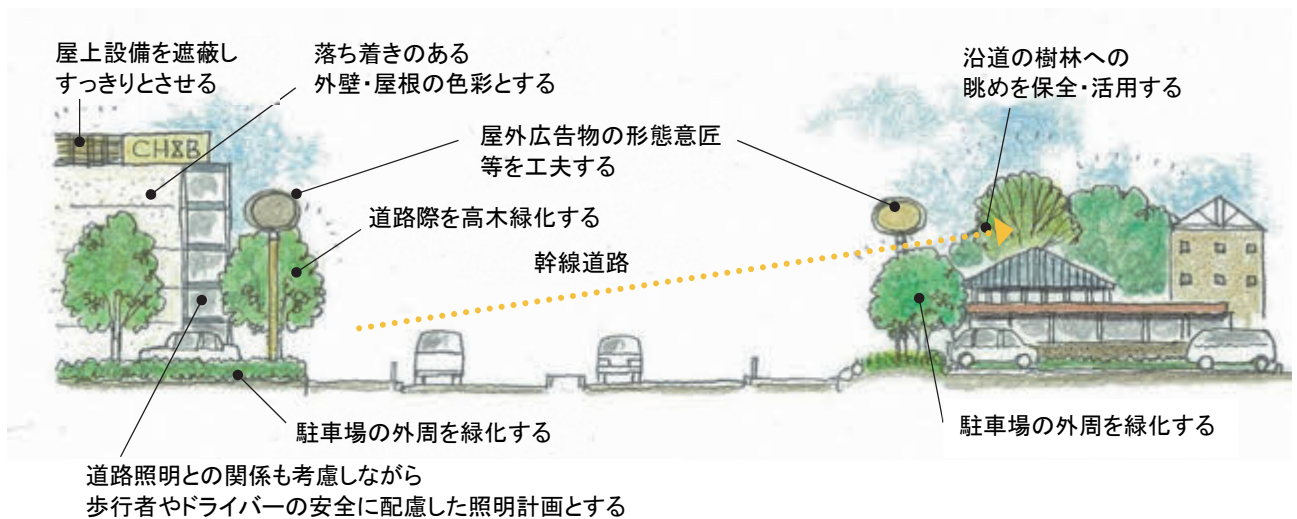 屋上設備を遮蔽し
すっきりとさせる
落ち着きのある
外壁・屋根の色彩とする
沿道の樹林への
眺めを保全・活用する
屋外広告物の形態意匠
等を工夫する
CH&B
道路際を高木緑化する
幹線道路
駐車場の外周を緑化する
駐車場の外周を緑化する
道路照明との関係も考慮しながら
歩行者やドライバーの安全に配慮した照明計画とする